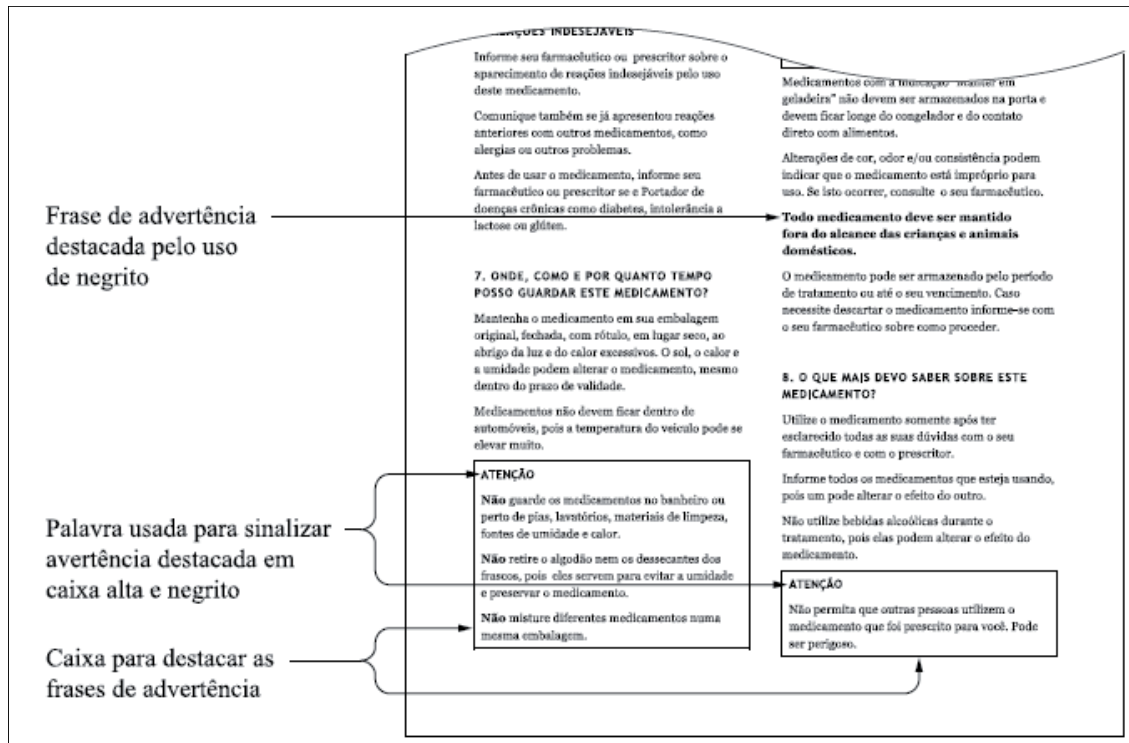 REAÇÕES INDESEJÁVEIS
Informe seu farmacêutico ou prescritor sobre o
sparecimento de reações indesejáveis pelo uso
deste medicamento.
Comunique também se já apresentou reações
anteriores com outros medicamentos, como
alergias ou outros problemas.
Antes de usar o medicamento, informe seu
farmacêutico ou prescritor se e Portador de
doenças crônicas como diabetes, intolerância a
lactose ou glúten.
7. ONDE, COMO E POR QUANTO TEMPO
POSSO GUARDAR ESTE MEDICAMENTO?
Mantenha o medicamento em sua embalagem
original, fechada, com rótulo, em lugar seco, ao
abrigo da luz e do calor excessivos. O sol, o calor e
a umidade podem alterar o medicamento, mesmo
dentro do prazo de validade.
Medicamentos não devem ficar dentro de
automóveis, pois a temperatura do veiculo pode se
elevar muito.
ATENÇÃO
Não guarde os medicamentos no banheiro ou
perto de pias, lavatórios, materiais de limpeza,
fontes de umidade e calor.
Não retire o algodão nem os dessecantes dos
frascos, pois eles servem para evitar a umidade
e preservar o medicamento.
Não misture diferentes medicamentos numa
mesma embalagem.
Medicamentos com a indicação "Manter em
geladeira" não devem ser armazenados na porta e
devem ficar longe do congelador e do contato
direto com alimentos.
Alterações de cor, odor e/ou consistência podem
indicar que o medicamento está impróprio para
uso. Se isto ocorrer, consulte o seu farmacêutico.
Todo medicamento deve ser mantido
fora do alcance das crianças e animais
domésticos.
O medicamento pode ser armazenado pelo período
de tratamento ou até o seu vencimento. Caso
necessite descartar o medicamento informe-se com
o seu farmacêutico sobre como proceder.
8. O QUE MAIS DEVO SABER SOBRE ESTE
MEDICAMENTO?
Utilize o medicamento somente após ter
esclarecido todas as suas dúvidas com o seu
farmacêutico e com o prescritor.
Informe todos os medicamentos que esteja usando,
pois um pode alterar o efeito do outro.
Não utilize bebidas alcoólicas durante o
tratamento, pois elas podem alterar o efeito do
medicamento.
ATENÇÃO
Não permita que outras pessoas utilizem o
medicamento que foi prescrito para você. Pode
ser perigoso.
Frase de advertência
destacada pelo uso
de negrito
Palavra usada para sinalizar
avertência destacada em
caixa alta e negrito
Caixa para destacar as
frases de advertência